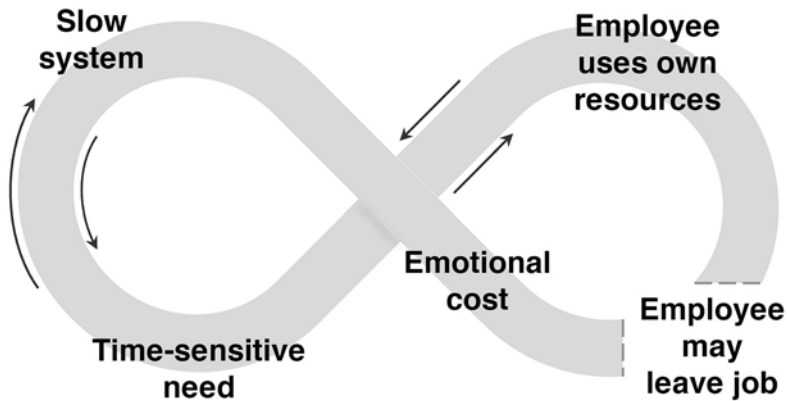 Slow
system
Employee
uses own
resources
Emotional
cost
Time-sensitive
need
Employee
may
leave job